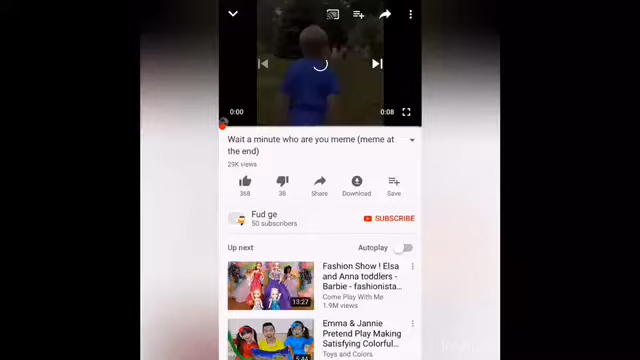 0:00
0:08
Wait a minute who are you meme (meme at
the end)
29K views
368
38
Share
Download
Save
Fud ge
50 subscribers
SUBSCRIBE
Up next
Autoplay
Fashion Show ! Elsa
and Anna toddlers -
Barbie - fashionista...
Come Play With Me
1.9M views
13:27
Emma & Jannie
Pretend Play Making
Satisfying Colorful...
Toys and Colors
5:44